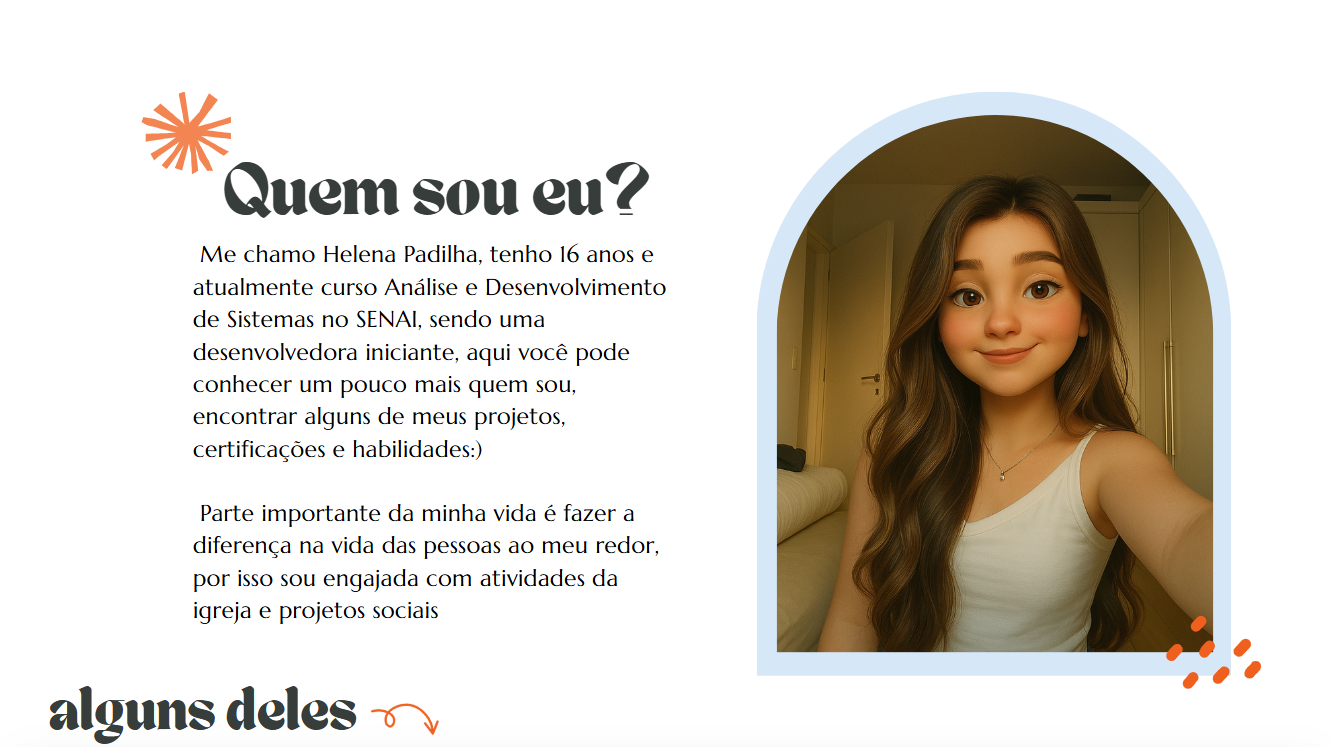 Quem sou eu?
Me chamo Helena Padilha, tenho 16 anos e
atualmente curso Análise e Desenvolvimento
de Sistemas no SENAI, sendo uma
desenvolvedora iniciante, aqui você pode
conhecer um pouco mais quem sou,
encontrar alguns de meus projetos,
certificações e habilidades:)
Parte importante da minha vida é fazer a
diferença na vida das pessoas ao meu redor,
por isso sou engajada com atividades da
igreja e projetos sociais
alguns deles